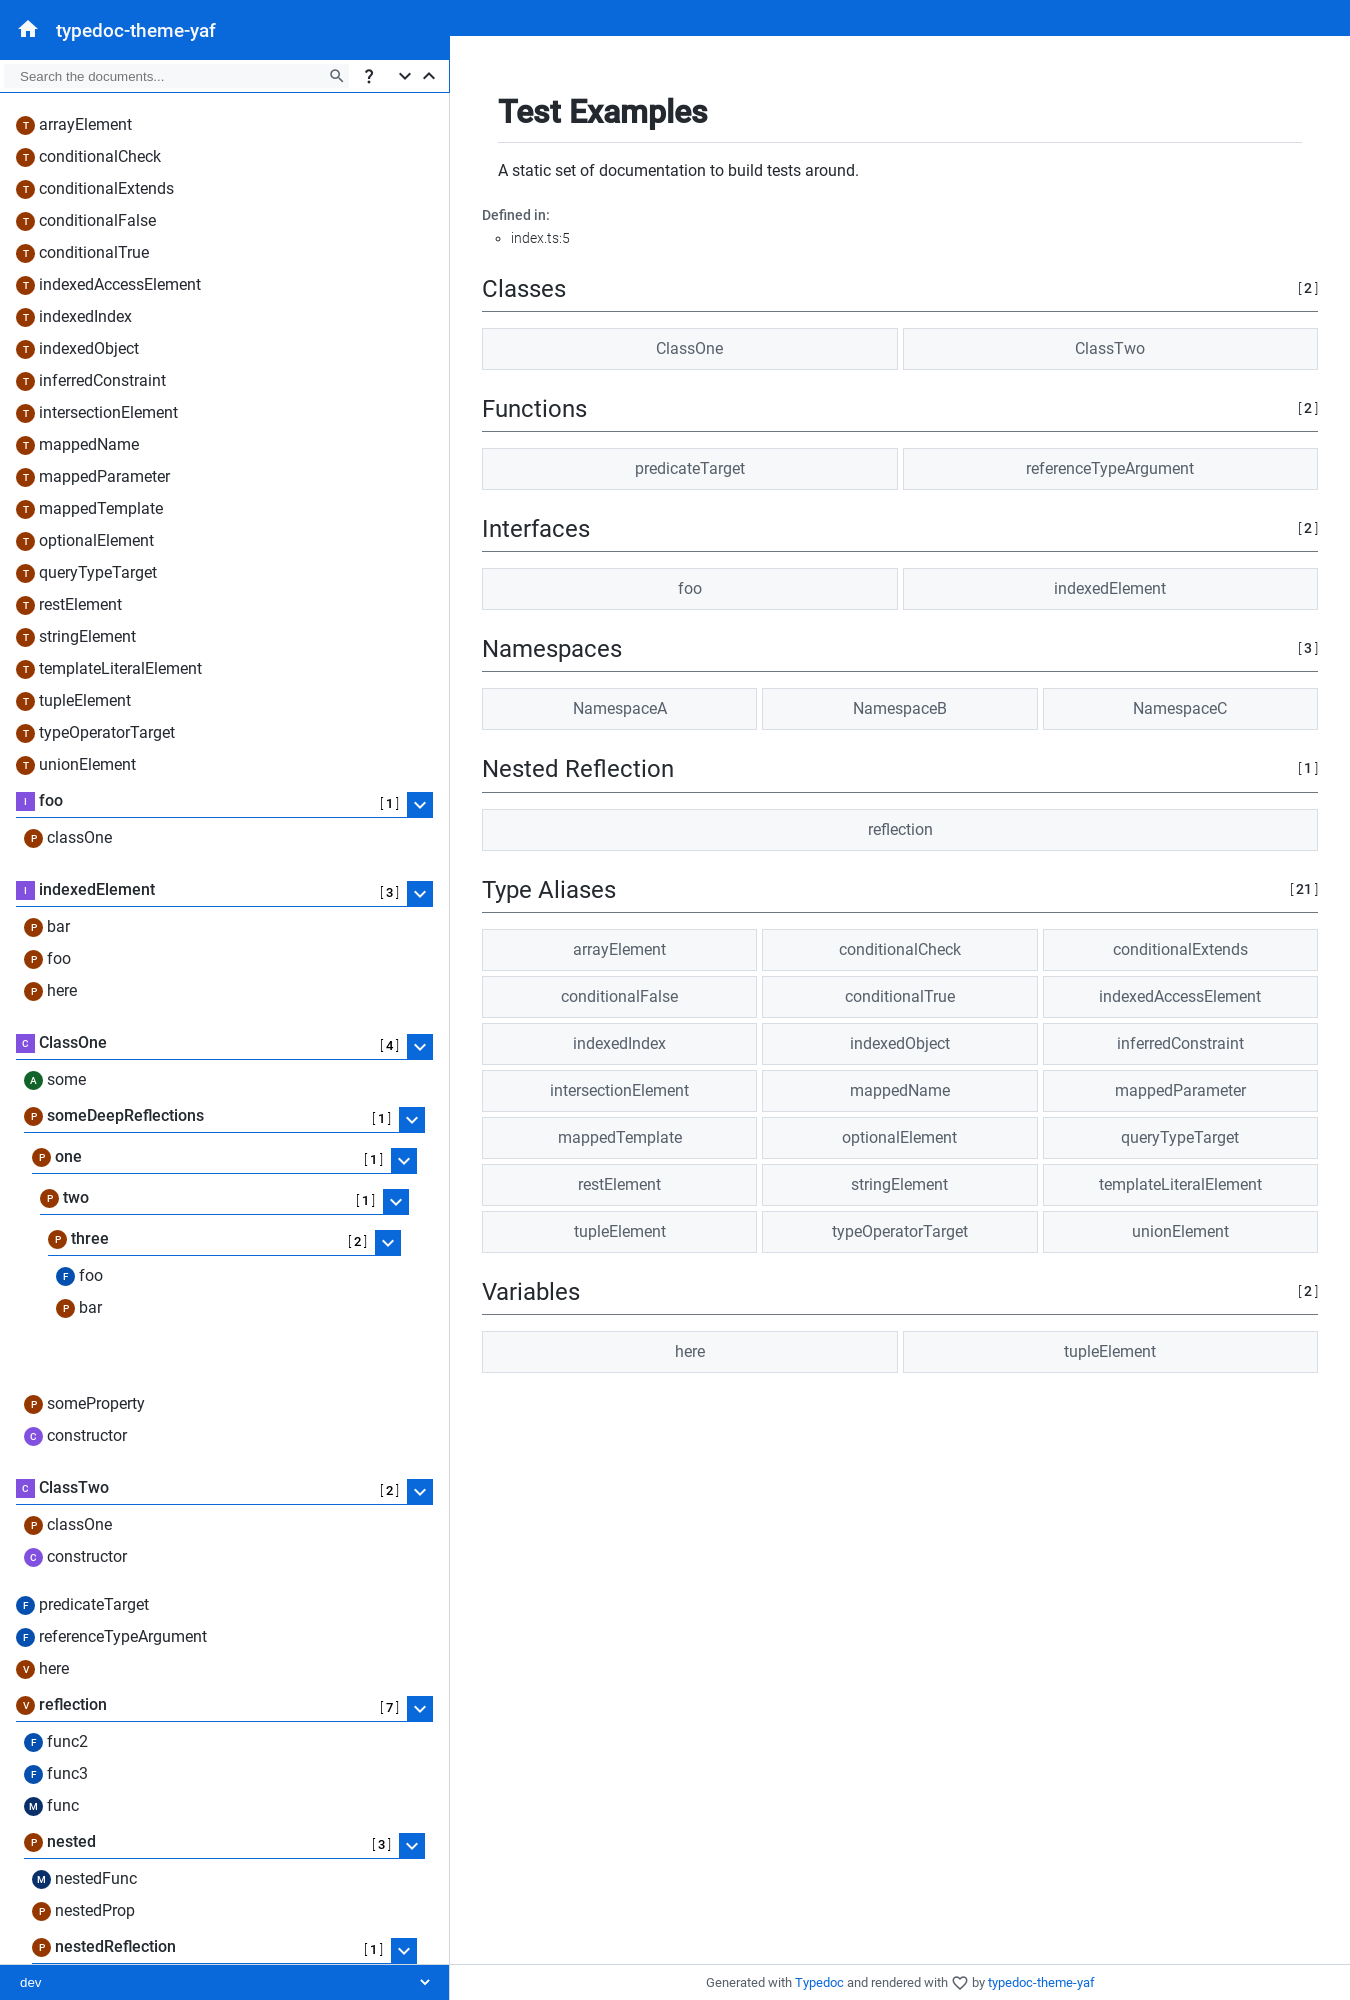 typedoc-theme-yaf
Search the documents...
?
T arrayElement
T conditionalCheck
T conditionalExtends
T conditionalFalse
T conditionalTrue
T indexedAccessElement
T indexedIndex
T indexedObject
T inferredConstraint
T intersectionElement
T mappedName
T mappedParameter
T mappedTemplate
T optionalElement
T queryTypeTarget
T restElement
T stringElement
T templateLiteralElement
T tupleElement
T typeOperatorTarget
T unionElement
I foo [ 1 ]
P classOne
I indexedElement [ 3 ]
P bar
P foo
P here
C ClassOne [ 4 ]
A some
P someDeepReflections [ 1 ]
P one [ 1 ]
P two [ 1 ]
P three [ 2 ]
F foo
P bar
P someProperty
C constructor
C ClassTwo [ 2 ]
P classOne
C constructor
F predicateTarget
F referenceTypeArgument
V here
V reflection [ 7 ]
F func2
F func3
M func
P nested [ 3 ]
M nestedFunc
P nestedProp
P nestedReflection [ 1 ]
dev
Test Examples
A static set of documentation to build tests around.
Defined in:
index.ts:5
Classes [ 2 ]
ClassOne ClassTwo
Functions [ 2 ]
predicateTarget referenceTypeArgument
Interfaces [ 2 ]
foo indexedElement
Namespaces [ 3 ]
NamespaceA NamespaceB NamespaceC
Nested Reflection [ 1 ]
reflection
Type Aliases [ 21 ]
arrayElement conditionalCheck conditionalExtends
conditionalFalse conditionalTrue indexedAccessElement
indexedIndex indexedObject inferredConstraint
intersectionElement mappedName mappedParameter
mappedTemplate optionalElement queryTypeTarget
restElement stringElement templateLiteralElement
tupleElement typeOperatorTarget unionElement
Variables [ 2 ]
here tupleElement
Generated with Typedoc and rendered with ♡ by typedoc-theme-yaf